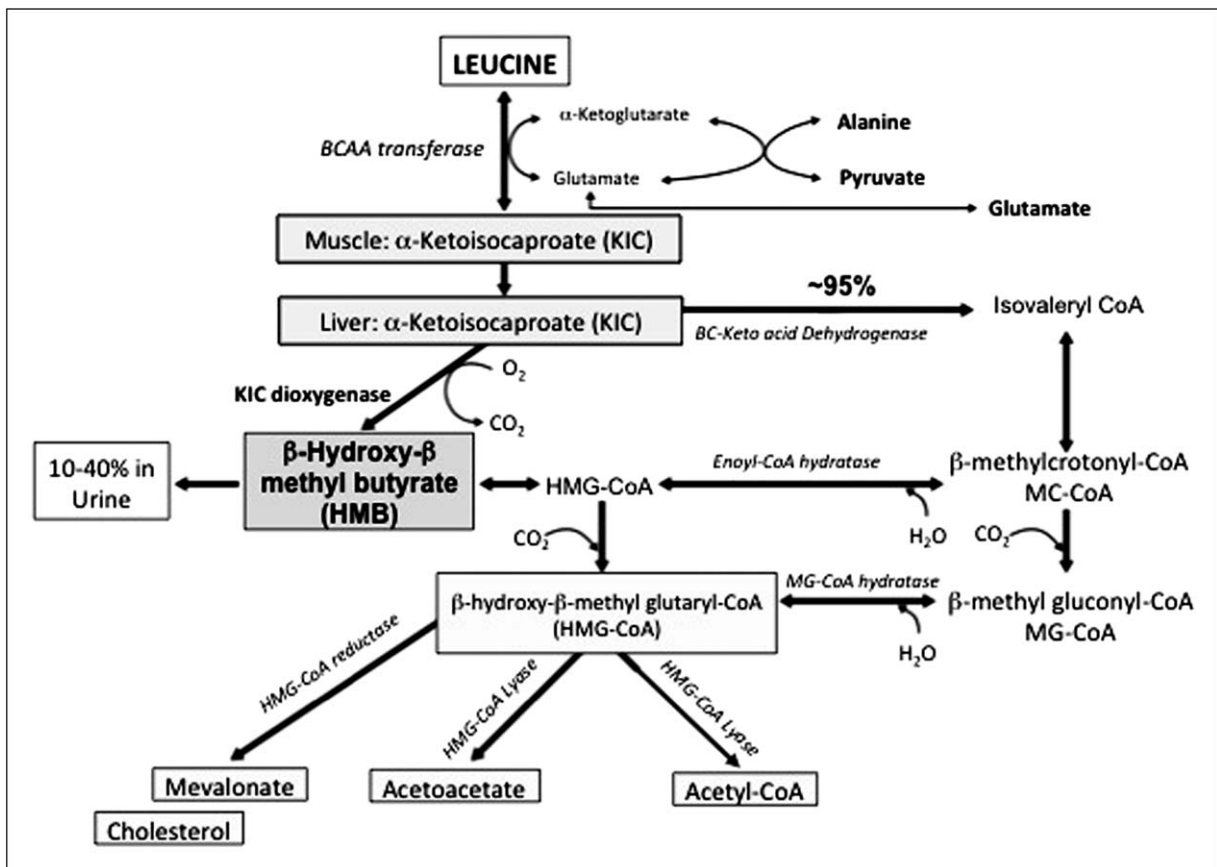 LEUCINE
α-Ketoglutarate
Alanine
BCAA transferase
Glutamate
Pyruvate
Glutamate
Muscle: α-Ketoisocaproate (KIC)
~95%
Liver: α-Ketoisocaproate (KIC)
Isovaleryl CoA
BC-Keto acid Dehydrogenase
O2
KIC dioxygenase
CO2
10-40% in
Urine
β-Hydroxy-β
methyl butyrate
(HMB)
HMG-CoA
Enoyl-CoA hydratase
H2O
β-methylcrotonyl-CoA
MC-CoA
CO2
CO2
β-hydroxy-β-methyl glutaryl-CoA
(HMG-CoA)
MG-CoA hydratase
H2O
β-methyl gluconyl-CoA
MG-CoA
HMG-CoA reductase
HMG-CoA Lyase
HMG-CoA Lyase
Mevalonate
Acetoacetate
Acetyl-CoA
Cholesterol